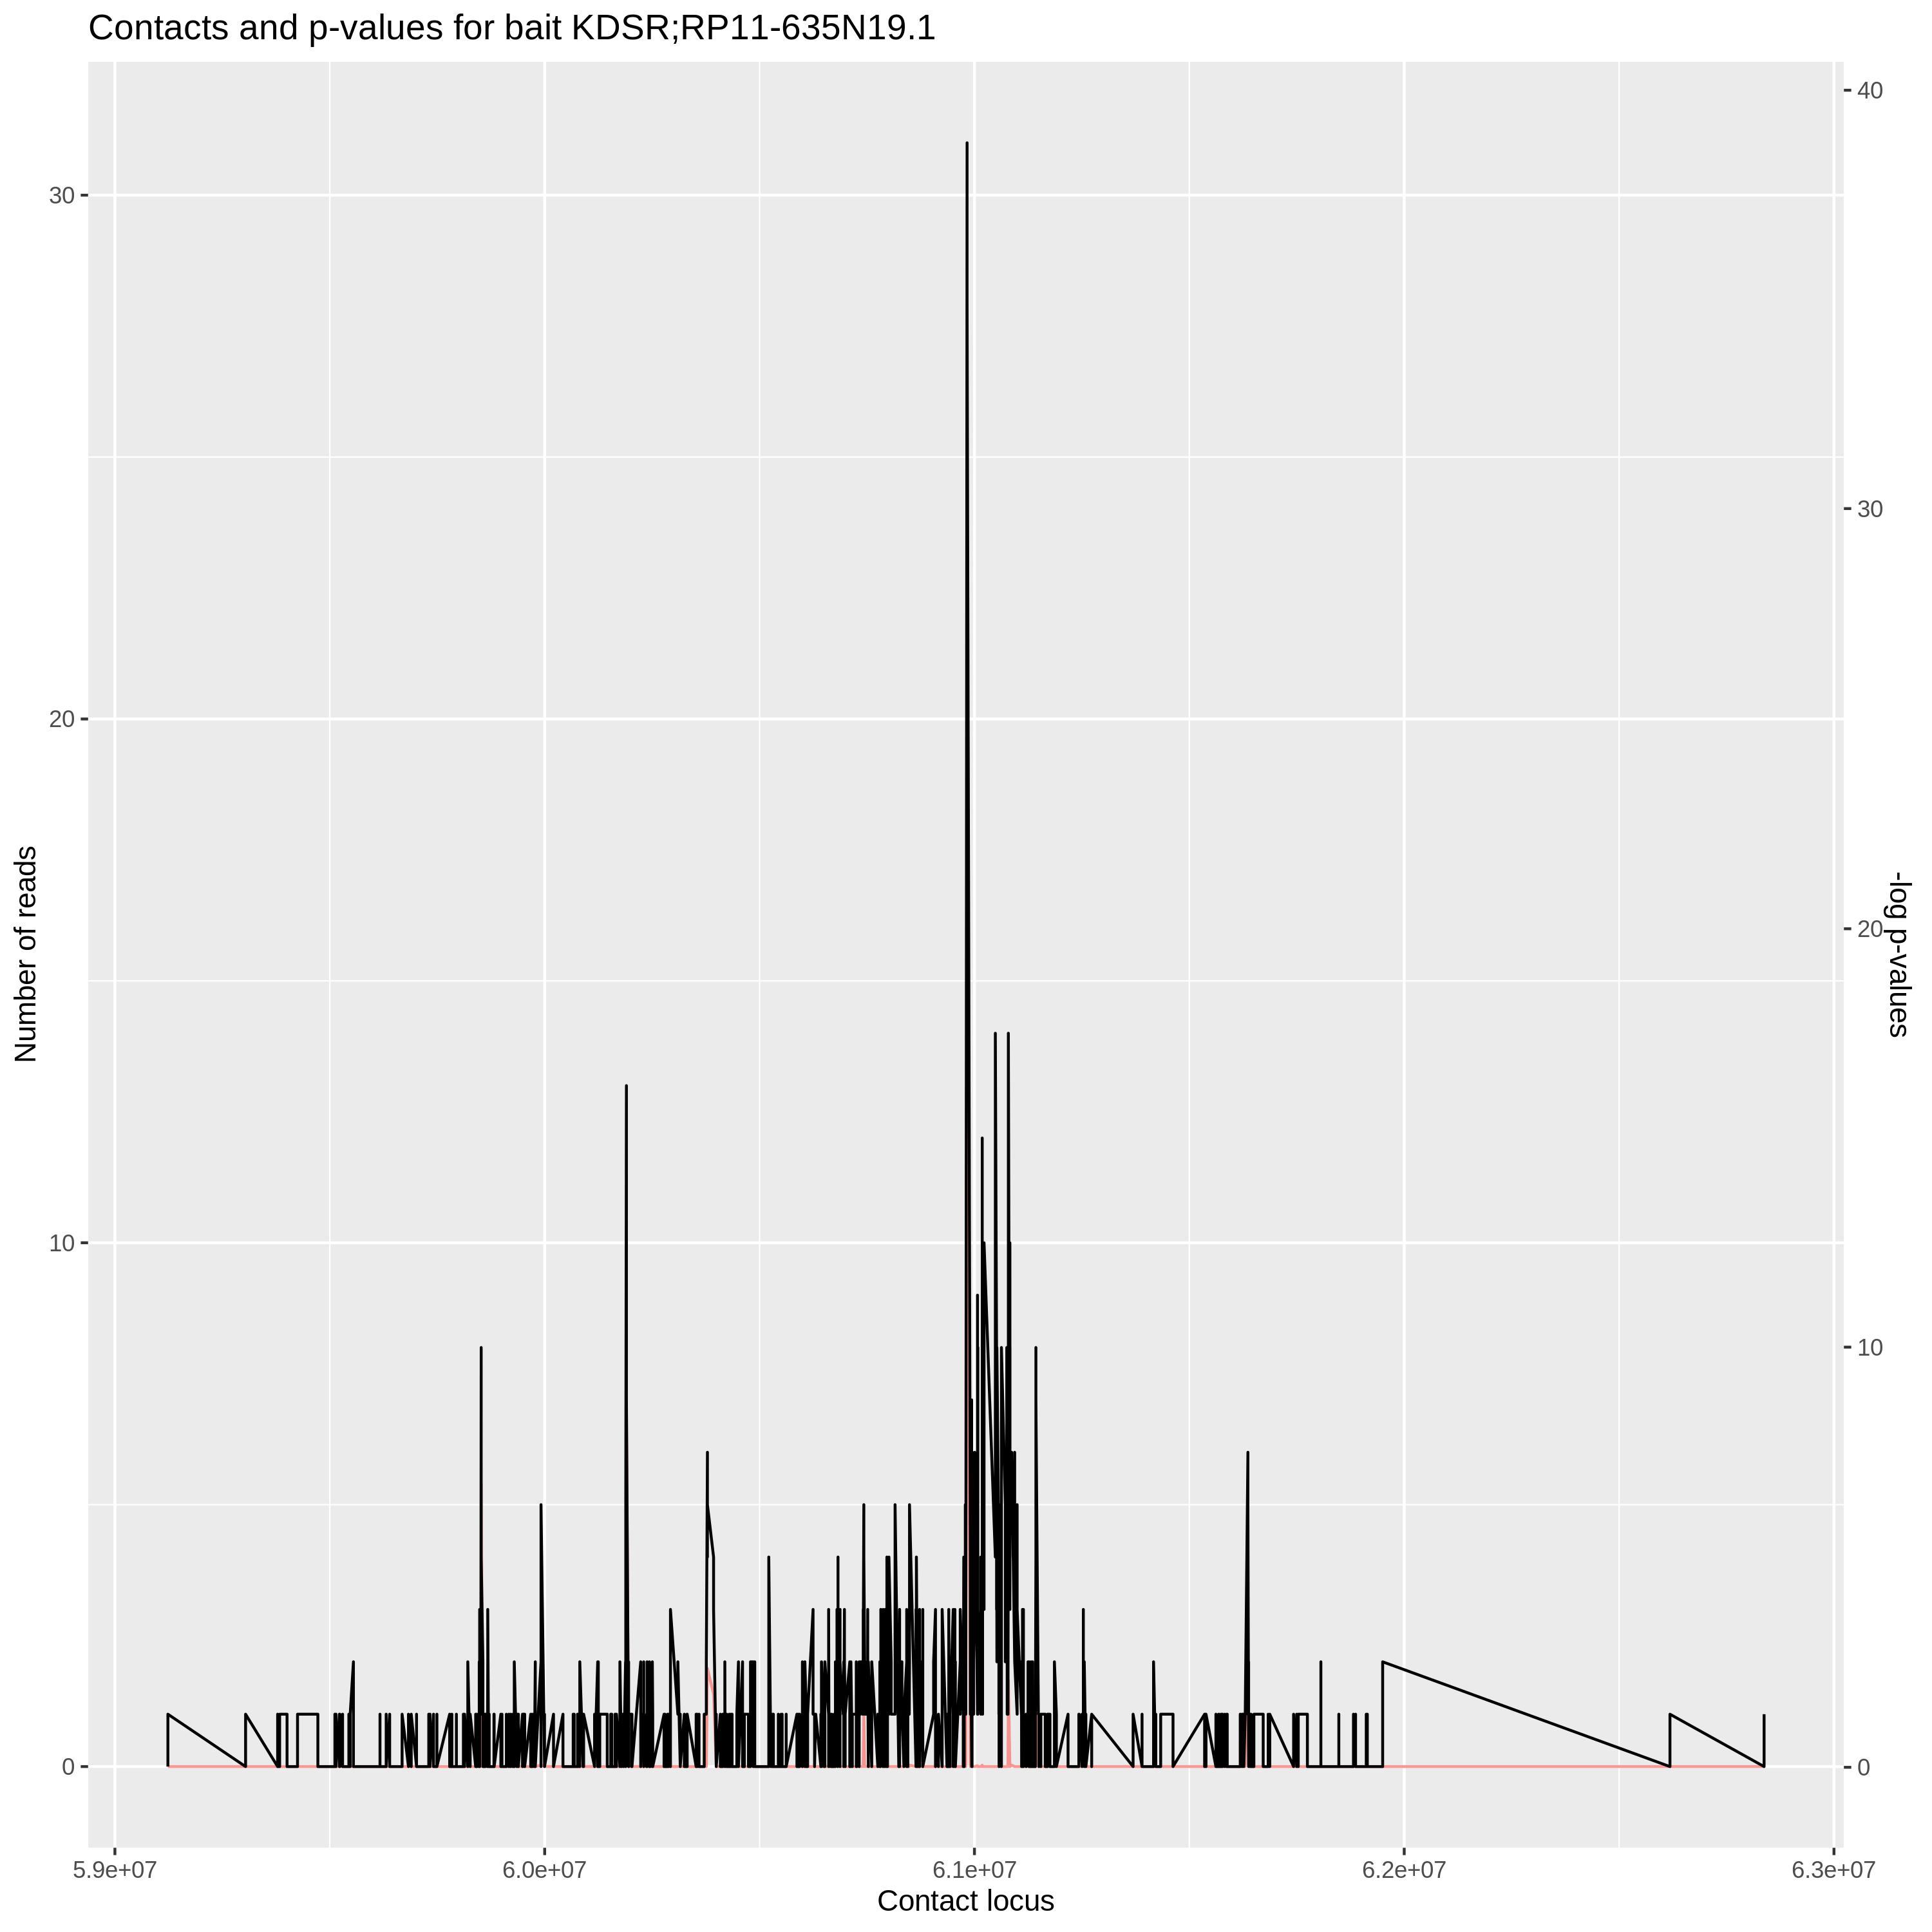 Contacts and p-values for bait KDSR;RP11-635N19.1
40
30
30
20
20
10
10
0
0
Number of reads
-log p-values
5.9e+07 6.0e+07 6.1e+07 6.2e+07 6.3e+07
Contact locus